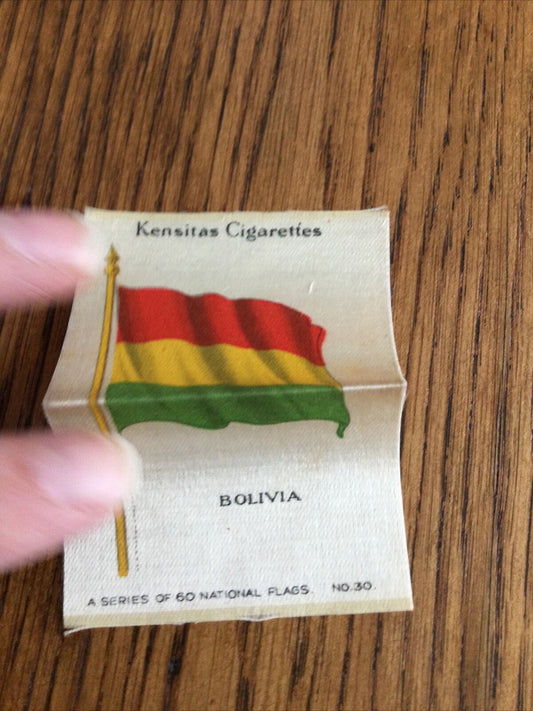 Kensitas Cigarettes
BOLIVIA
A SERIES OF 60 NATIONAL FLAGS. NO.30.